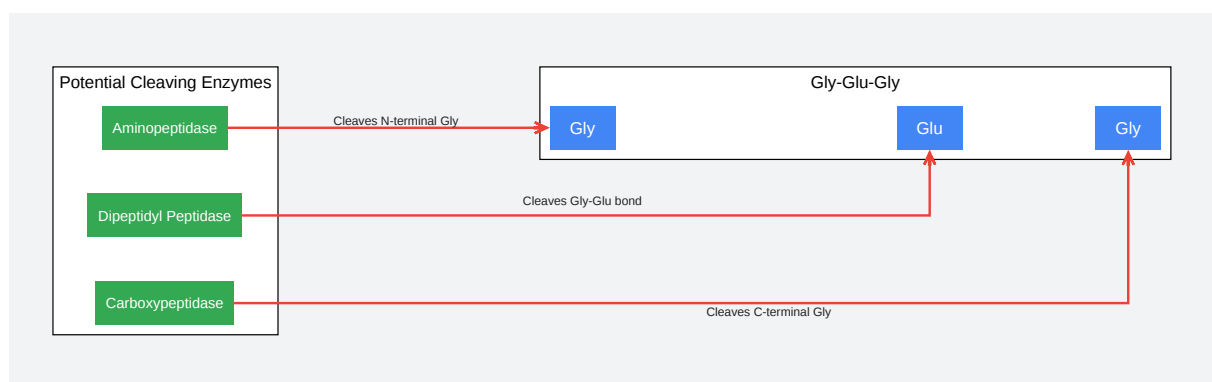 Potential Cleaving Enzymes
Gly-Glu-Gly
Aminopeptidase
Cleaves N-terminal Gly
Gly
Glu
Gly
Dipeptidyl Peptidase
Cleaves Gly-Glu bond
Carboxypeptidase
Cleaves C-terminal Gly